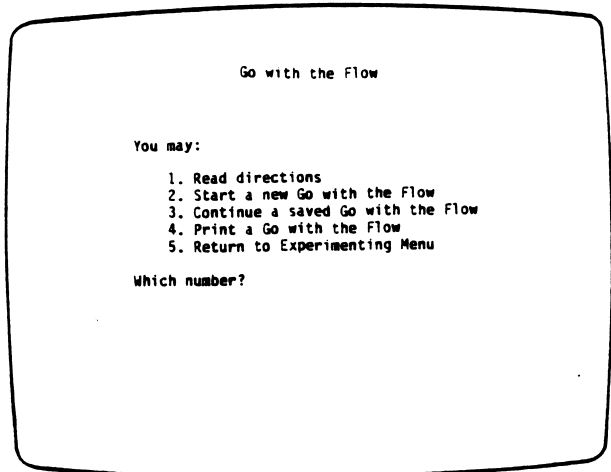 Go with the Flow
You may:
1. Read directions
2. Start a new Go with the Flow
3. Continue a saved Go with the Flow
4. Print a Go with the Flow
5. Return to Experimenting Menu
Which number?